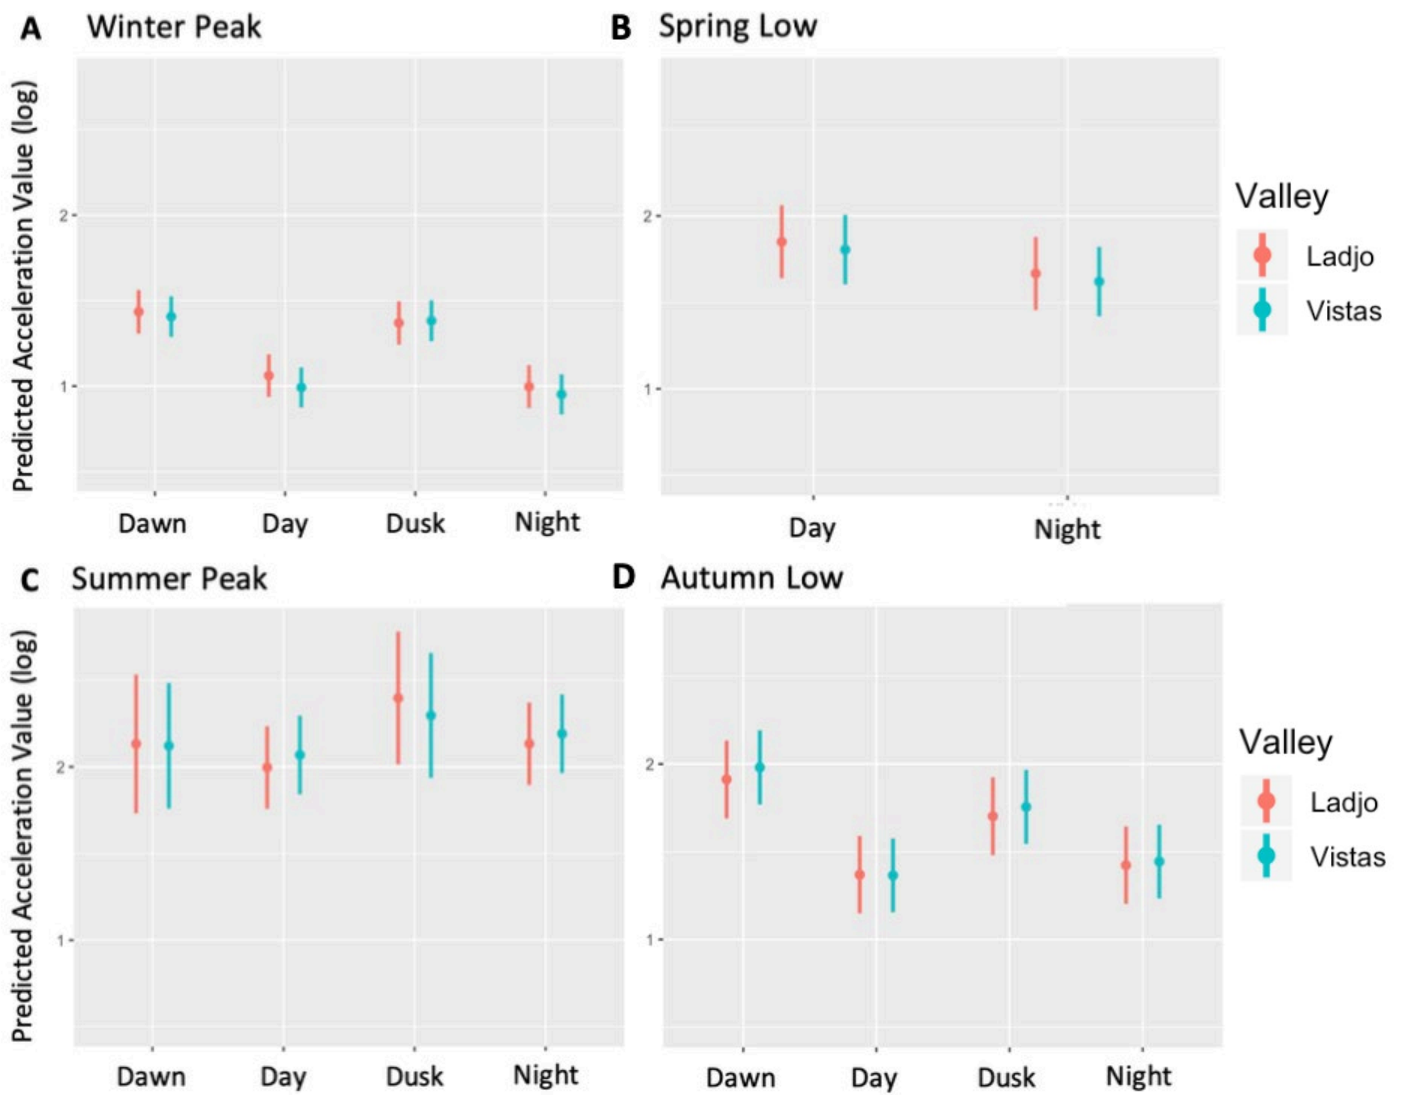 A Winter Peak
B Spring Low
Predicted Acceleration Value (log)
2
1
Dawn Day Dusk Night
2
1
Day Night
Valley
Ladjo
Vistas
C Summer Peak
D Autumn Low
Predicted Acceleration Value (log)
2
1
Dawn Day Dusk Night
2
1
Dawn Day Dusk Night
Valley
Ladjo
Vistas